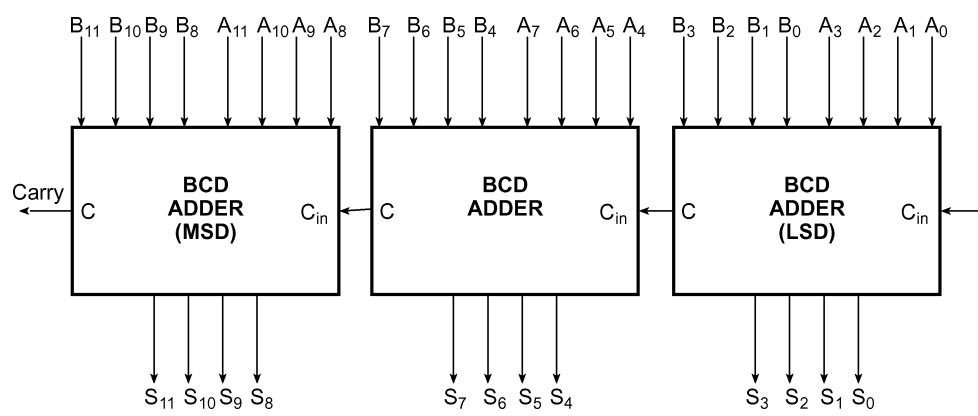 B11 B10 B9 B8 A11 A10 A9 A8 B7 B6 B5 B4 A7 A6 A5 A4 B3 B2 B1 B0 A3 A2 A1 A0
Carry
C
BCD
ADDER
(MSD)
Cin
C
BCD
ADDER
Cin
C
BCD
ADDER
(LSD)
Cin
S11 S10 S9 S8 S7 S6 S5 S4 S3 S2 S1 S0